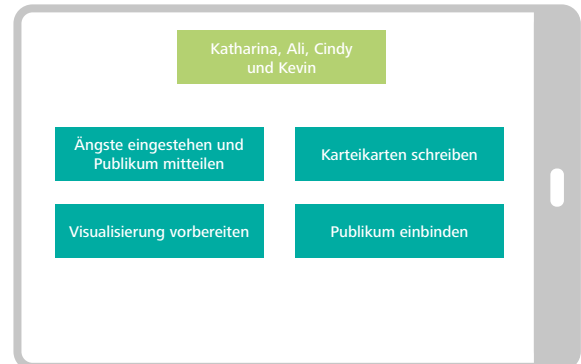 Katharina, Ali, Cindy
und Kevin
Ängste eingestehen und
Publikum mitteilen
Karteikarten schreiben
Visualisierung vorbereiten
Publikum einbinden